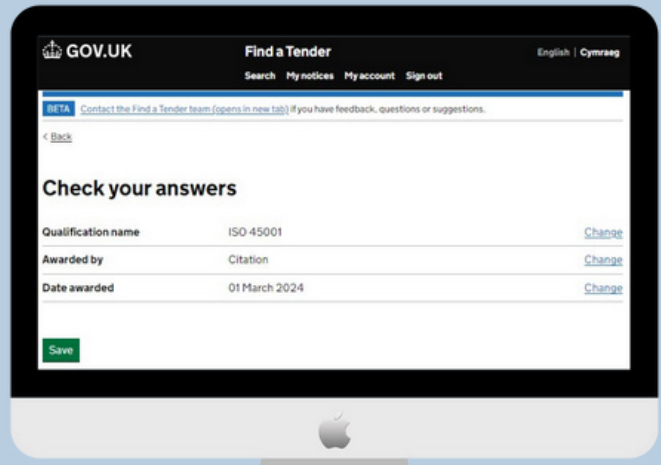 GOV.UK
Find a Tender
English | Cymraeg
Search My notices My account Sign out
BETA Contact the Find a Tender team (opens in new tab) if you have feedback, questions or suggestions.
< Back
Check your answers
Qualification name ISO 45001 Change
Awarded by Citation Change
Date awarded 01 March 2024 Change
Save